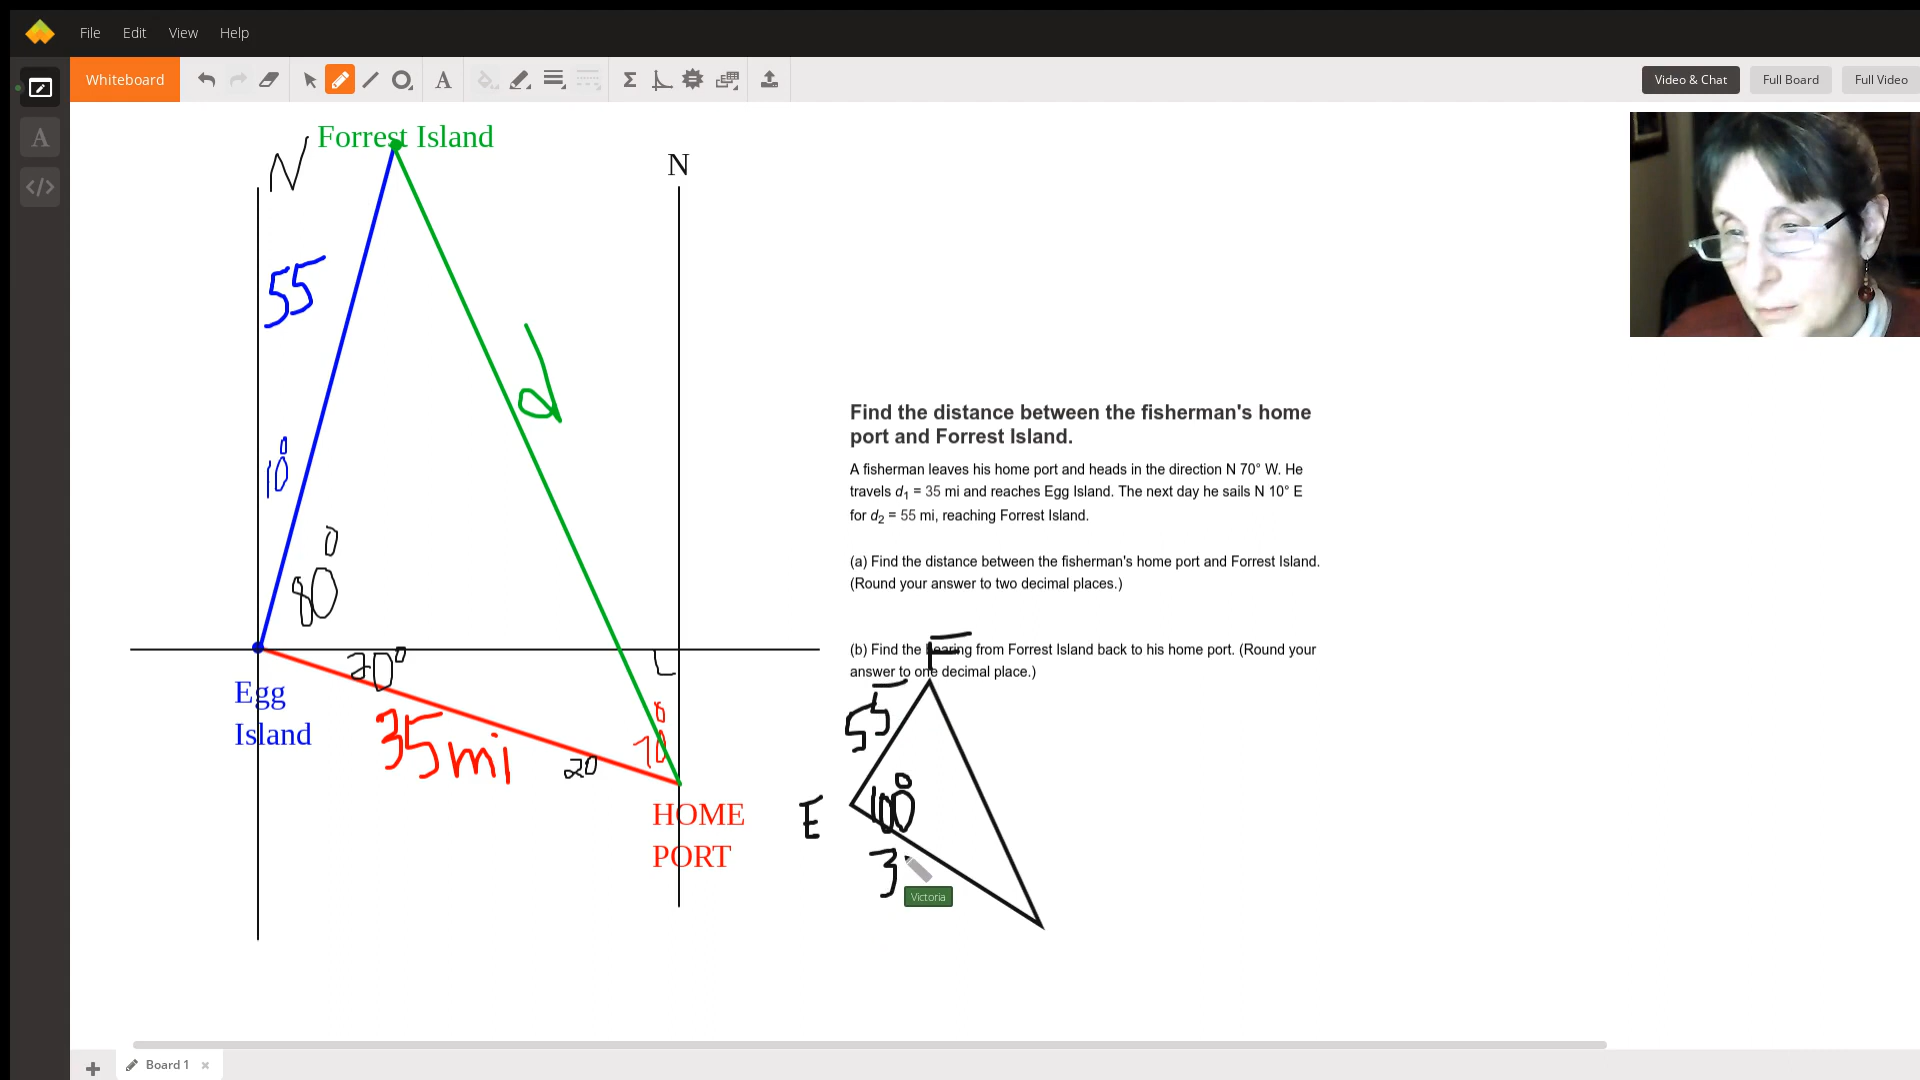 File Edit View Help
Whiteboard
A
Σ
Video & Chat
Full Board
Full Video
A
</>
N
Forrest Island
N
55
d
10°
80°
20°
Egg
Island
35 mi
20
70°
HOME
PORT
Find the distance between the fisherman's home
port and Forrest Island.
A fisherman leaves his home port and heads in the direction N 70° W. He
travels d1 = 35 mi and reaches Egg Island. The next day he sails N 10° E
for d2 = 55 mi, reaching Forrest Island.
(a) Find the distance between the fisherman's home port and Forrest Island.
(Round your answer to two decimal places.)
(b) Find the bearing from Forrest Island back to his home port. (Round your
answer to one decimal place.)
F
55
E
100°
3
Victoria
Board 1